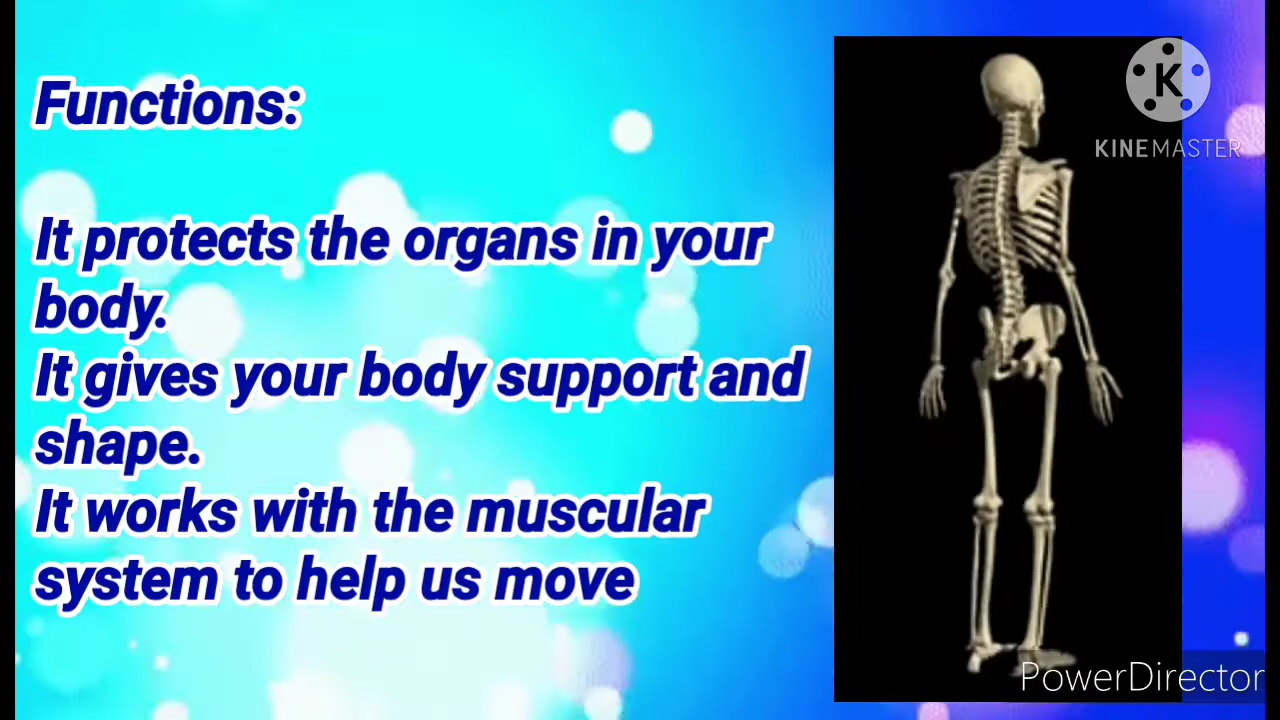 Functions:
It protects the organs in your
body.
It gives your body support and
shape.
It works with the muscular
system to help us move
K
KINEMASTER
PowerDirector